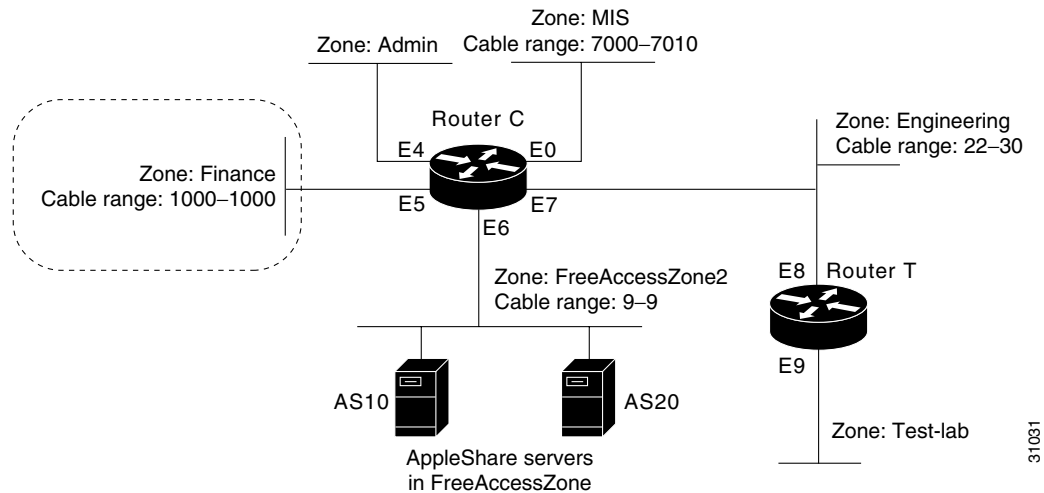 Zone: MIS
Cable range: 7000–7010
Zone: Admin
Router C
E4
E0
Zone: Engineering
Cable range: 22–30
Zone: Finance
Cable range: 1000–1000
E5
E7
E6
Zone: FreeAccessZone2
Cable range: 9–9
E8
Router T
E9
AS10
AS20
Zone: Test-lab
AppleShare servers
in FreeAccessZone
31031